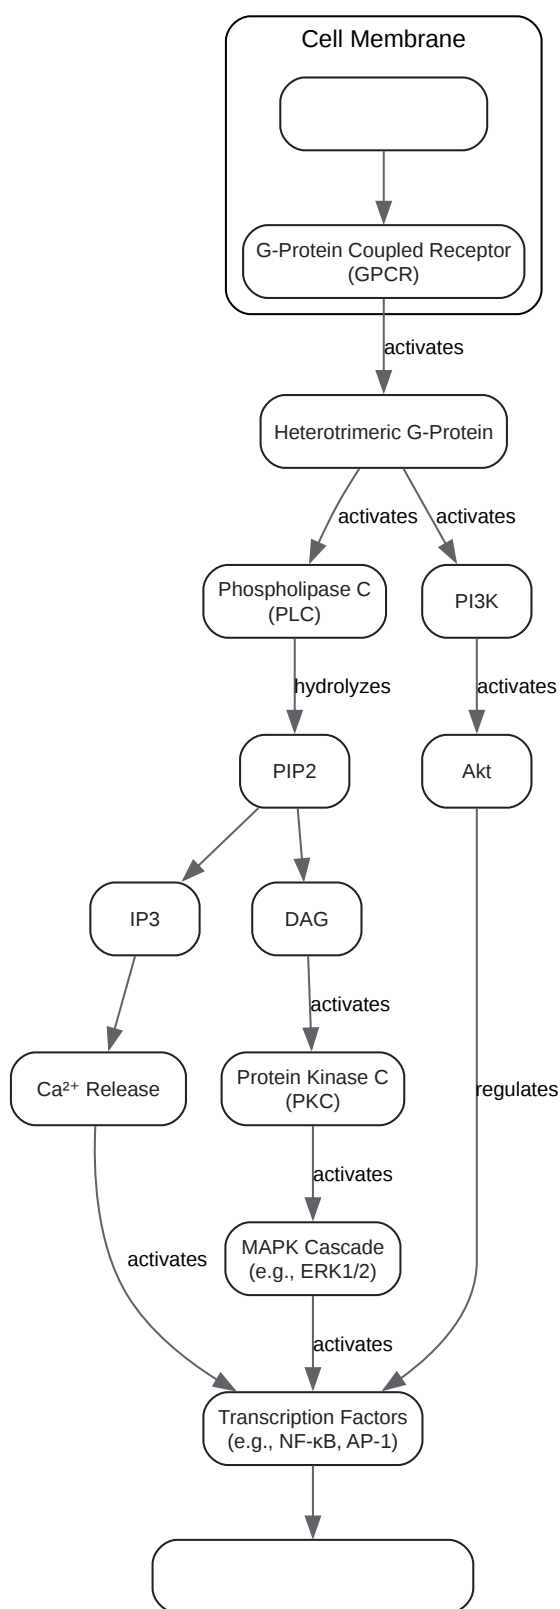 Cell Membrane
G-Protein Coupled Receptor
(GPCR)
activates
Heterotrimeric G-Protein
activates
activates
Phospholipase C
(PLC)
PI3K
hydrolyzes
activates
PIP2
Akt
IP3
DAG
activates
Ca²⁺ Release
Protein Kinase C
(PKC)
regulates
activates
activates
MAPK Cascade
(e.g., ERK1/2)
activates
Transcription Factors
(e.g., NF-κB, AP-1)